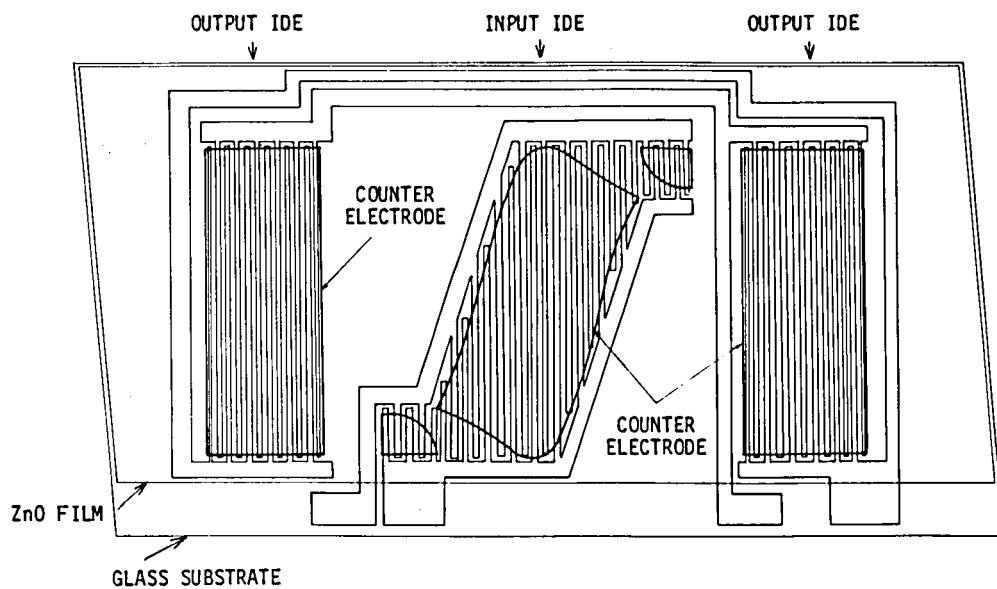 OUTPUT IDE
INPUT IDE
OUTPUT IDE
COUNTER
ELECTRODE
COUNTER
ELECTRODE
ZnO FILM
GLASS SUBSTRATE